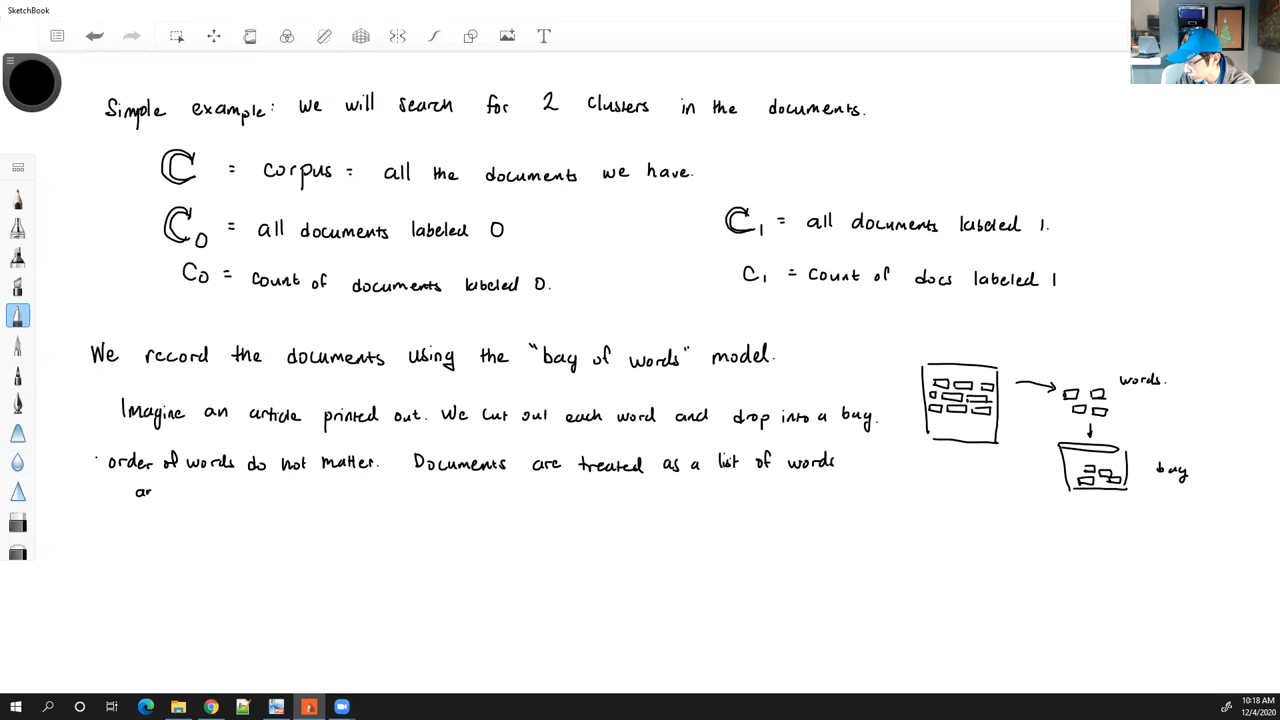 SketchBook
Simple example: We will search for 2 clusters in the documents.
ℂ = corpus = all the documents we have.
ℂ0 = all documents labeled 0
ℂ1 = all documents labeled 1.
C0 = count of documents labeled 0.
C1 = count of docs labeled 1
We record the documents using the "bag of words" model.
words.
Imagine an article printed out. We cut out each word and drop into a bag.
· order of words do not matter. Documents are treated as a list of words
bag
ar
10:18 AM
12/4/2020